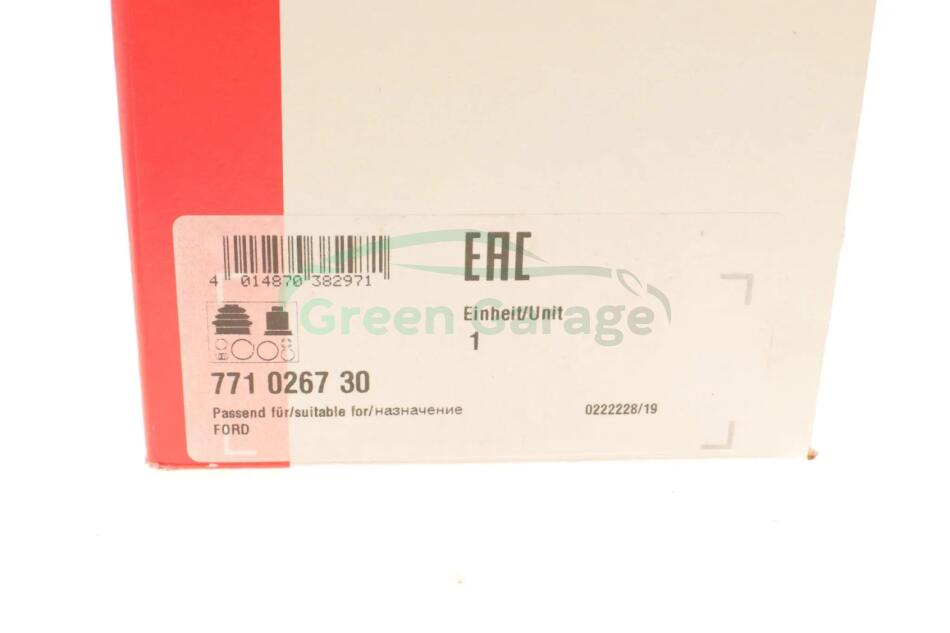 EAC
4 014870 382971
Green Garage
Einheit/Unit
1
771 0267 30
Passend für/suitable for/назначение
0222228/19
FORD